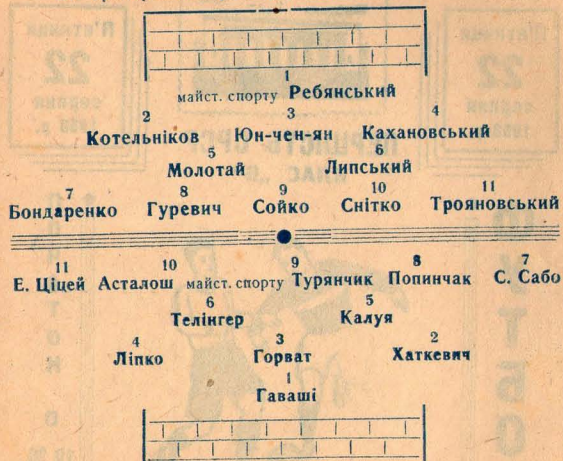 1
майст. спорту Ребянський
2 3 4
Котельніков Юн-чен-ян Кахановський
5 6
Молотай Липський
7 8 9 10 11
Бондаренко Гуревич Сойко Снітко Трояновський
11 10 9 8 7
Е. Ціцей Асталош майст. спорту Турянчик Попинчак С. Сабо
6 5
Телінгер Калуя
4 3 2
Ліпко Горват Хаткевич
1
Гаваші